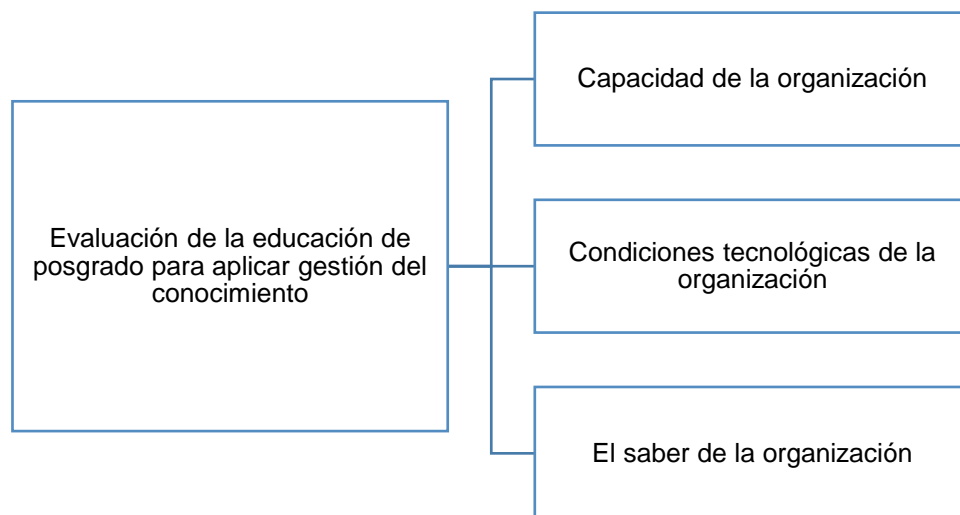 Evaluación de la educación de
posgrado para aplicar gestión del
conocimiento
Capacidad de la organización
Condiciones tecnológicas de la
organización
El saber de la organización